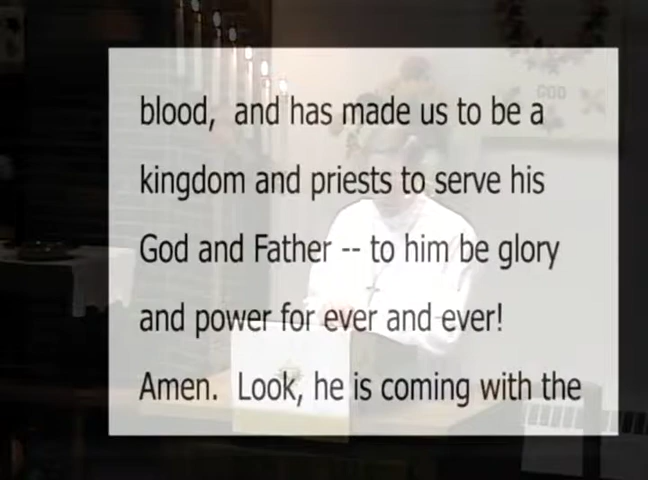 GOD
blood,  and has made us to be a
kingdom and priests to serve his
God and Father -- to him be glory
and power for ever and ever!
Amen.  Look, he is coming with the